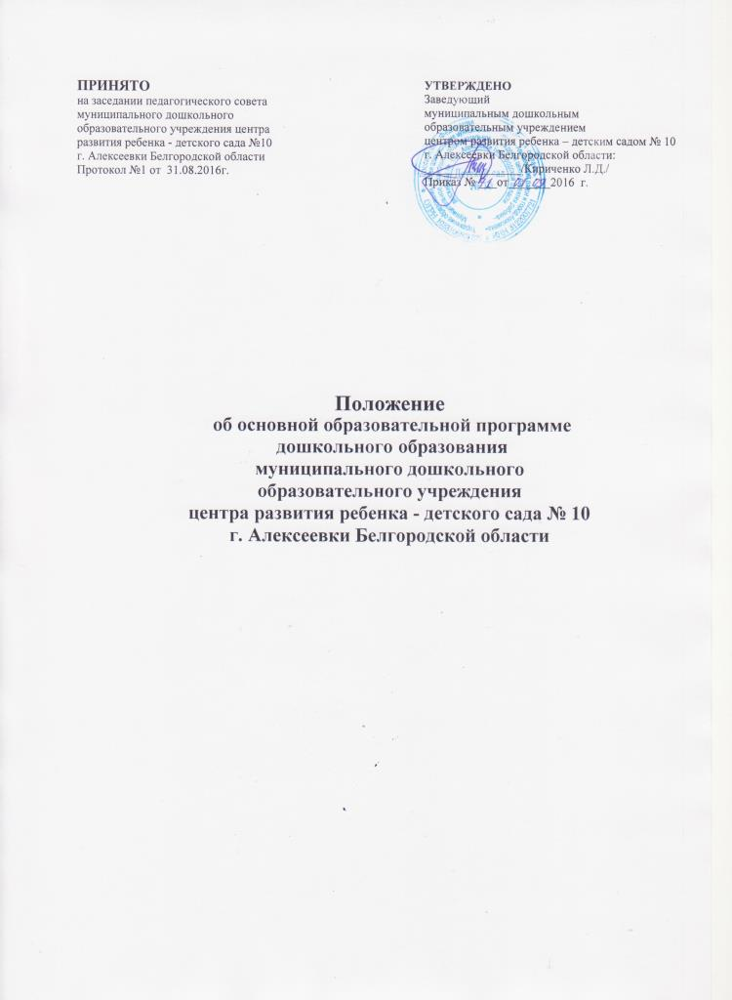 ПРИНЯТО
на заседании педагогического совета
муниципального дошкольного
образовательного учреждения центра
развития ребенка - детского сада №10
г. Алексеевки Белгородской области
Протокол №1 от 31.08.2016г.
УТВЕРЖДЕНО
Заведующий
муниципальным дошкольным
образовательным учреждением
центром развития ребенка – детским садом № 10
г. Алексеевки Белгородской области:
/Кириченко Л.Д./
Приказ № от 2016 г.
Положение
об основной образовательной программе
дошкольного образования
муниципального дошкольного
образовательного учреждения
центра развития ребенка - детского сада № 10
г. Алексеевки Белгородской области